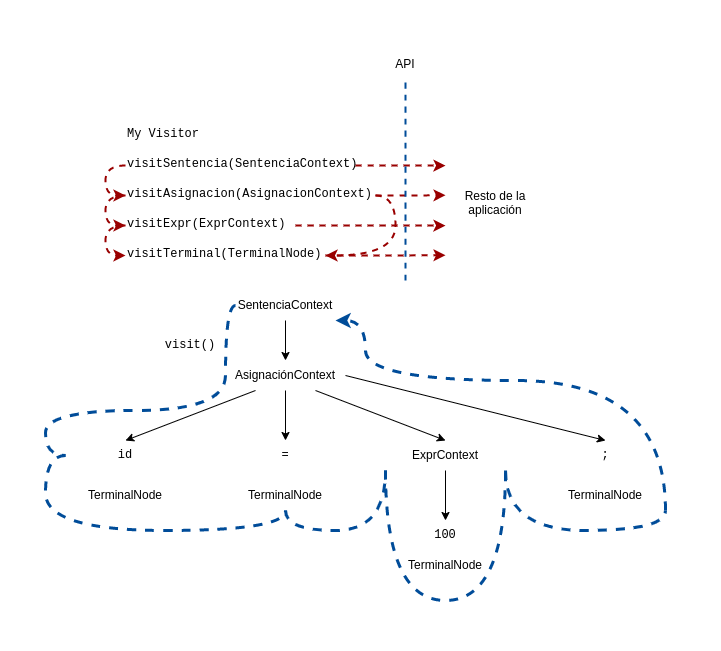 API
My Visitor
visitSentencia(SentenciaContext)
visitAsignacion(AsignacionContext)
visitExpr(ExprContext)
visitTerminal(TerminalNode)
Resto de la
aplicación
SentenciaContext
visit()
AsignaciónContext
id
=
ExprContext
;
TerminalNode
TerminalNode
TerminalNode
100
TerminalNode